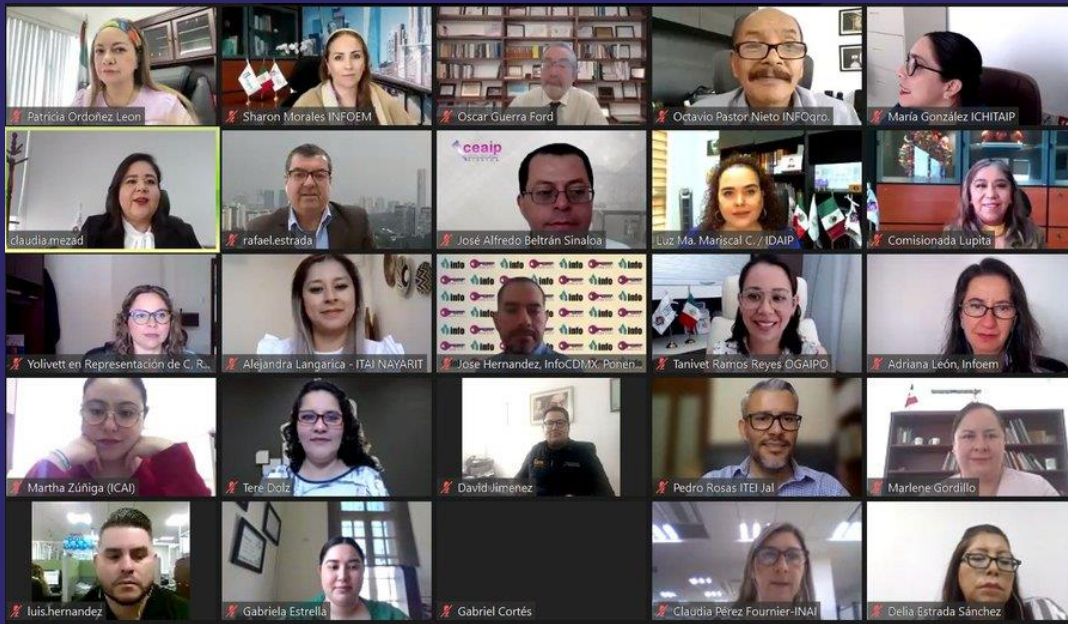 Patricia Ordoñez Leon
Sharon Morales INFOEM
Oscar Guerra Ford
Octavio Pastor Nieto INFOqro.
María González ICHITAIP
claudia.mezad
rafael.estrada
ceaip
José Alfredo Beltrán Sinaloa
Luz Ma. Mariscal C. / IDAIP
Comisionada Lupita
Yolivett en Representación de C, R...
Alejandra Langarica - ITAI NAYARIT
info
Jose Hernandez, InfoCDMX, Ponen...
Tanivet Ramos Reyes OGAIPO
Adriana León, Infoem
Martha Zúñiga (ICAI)
Tere Dolz
David Jimenez
Pedro Rosas ITEI Jal
Marlene Gordillo
luis.hernandez
Gabriela Estrella
Gabriel Cortés
Claudia Pérez Fournier-INAI
Delia Estrada Sánchez